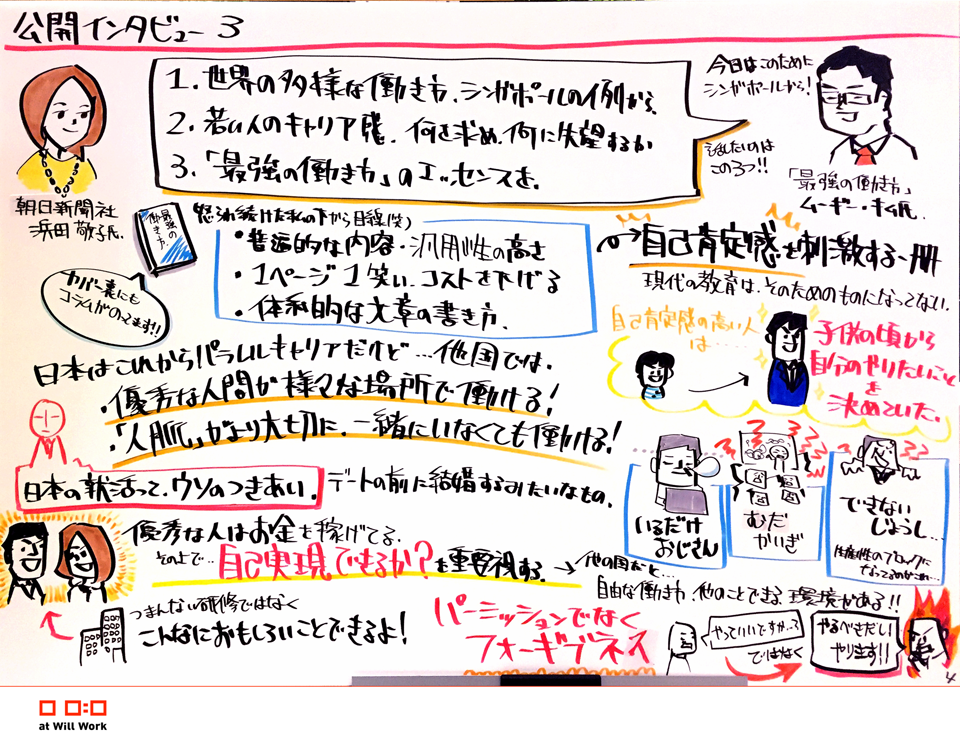 公開インタビュー 3
1. 世界の多様な働き方、シンガポールの例から
2. 若い人のキャリア感、何を求め、何に失望するか
3. 「最強の働き方」のエッセンスを。
今日はこのために
シンガポールから!
話したいのは
この3つ!!
「最強の働き方」
ムーギー・キム氏.
朝日新聞社
浜田 敬子氏.
最強の
働き方
カバー裏にも
コラムがのってます!!
怒られ続けた私の下から目線(笑)
・普遍的な内容・汎用性の高さ
・1ページ1笑い、コストを下げる
・体系的な文章の書き方.
自己肯定感を刺激する一冊
現代の教育は、そのためのものになってない.
自己肯定感の高い人
は……
子供の頃から
自分のやりたいこと
を
決めていた.
日本はこれからパラレルキャリアだけど…他国では、
・優秀な人間が様々な場所で働ける!
・「人脈」がより大切に、一緒にいなくても働ける!
日本の就活って、ウソのつきあい.
デートの前に結婚するみたいなもの.
いるだけ
おじさん
むだ
かいぎ
できない
じょうし…
生産性のブロックに
なってるのがこれ…
優秀な人はお金を稼げてる.
その上で…自己実現できるか?を重要視する.
→他の国だと…
自由な働き方、他のことできる環境がある!!
つまんない研修ではなく
こんなにおもしろいことできるよ!
パーミッションでなく
フォーギブネス
やっていいですか…?
ではなく
やるべきだし
やります!!
4
at Will Work